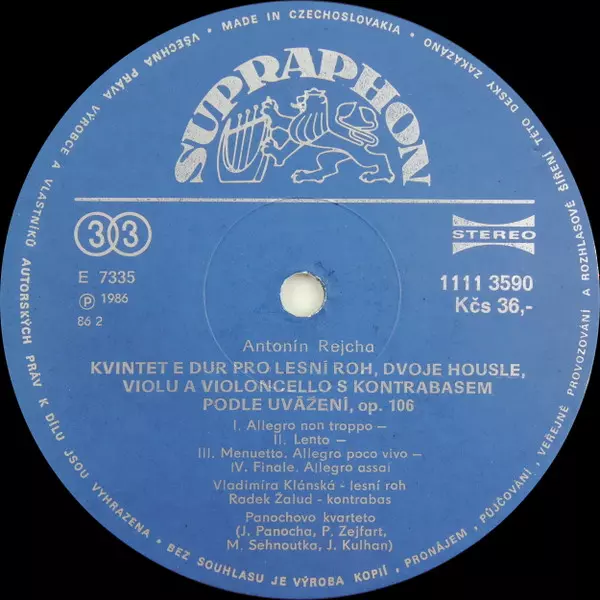 MADE IN CZECHOSLOVAKIA • VŠECHNA PRÁVA VÝROBCE A VLASTNÍKŮ AUTORSKÝCH PRÁV K DÍLU JSOU VYHRAZENA • BEZ SOUHLASU JE VÝROBA KOPIÍ, PRONÁJEM, PŮJČOVÁNÍ, VEŘEJNÉ PROVOZOVÁNÍ A ROZHLASOVÉ ŠÍŘENÍ TÉTO DESKY ZAKÁZÁNO •
SUPRAPHON
33
STEREO
E 7335
1111 3590
Ⓟ 1986
Kčs 36,-
86 2
Antonín Rejcha
KVINTET E DUR PRO LESNÍ ROH, DVOJE HOUSLE,
VIOLU A VIOLONCELLO S KONTRABASEM
PODLE UVÁŽENÍ, op. 106
I. Allegro non troppo –
II. Lento –
III. Menuetto. Allegro poco vivo –
IV. Finale. Allegro assai
Vladimíra Klánská - lesní roh
Radek Žalud - kontrabas
Panochovo kvarteto
(J. Panocha, P. Zejfart,
M. Sehnoutka, J. Kulhan)